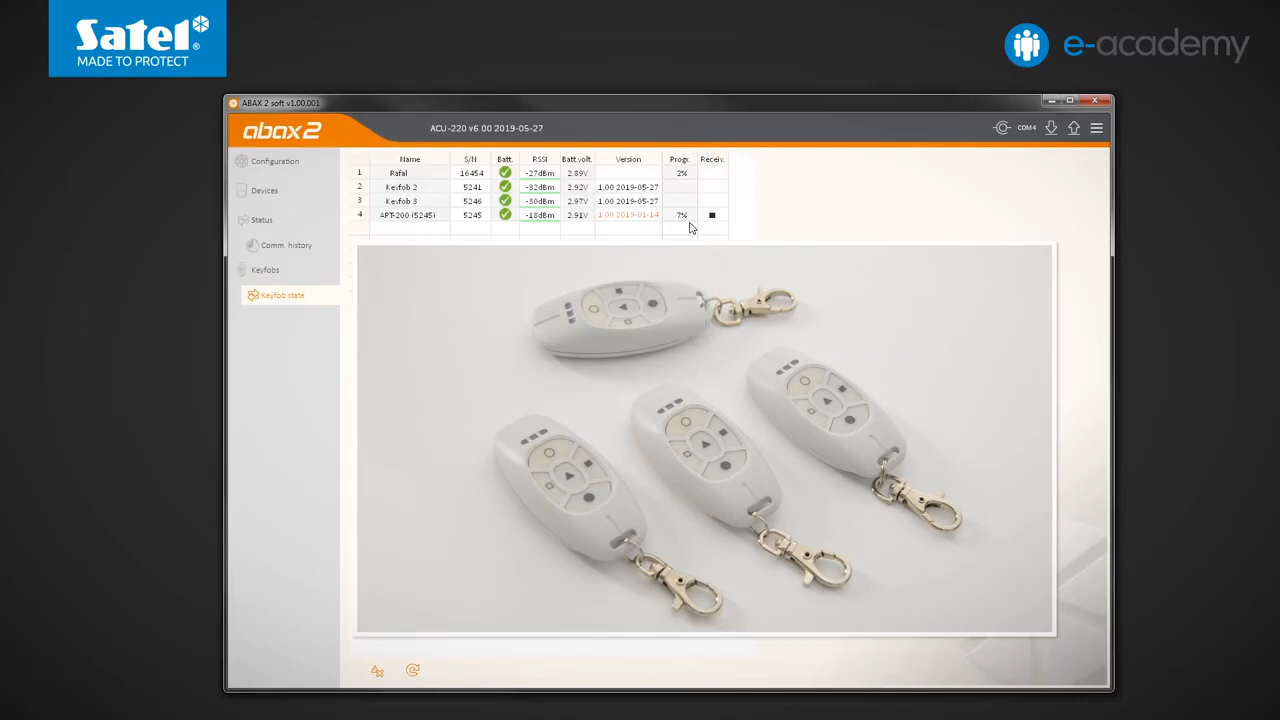 Satel®
MADE TO PROTECT
e-academy
ABAX 2 soft v1.00.001
abax2
ACU-220 v6.00 2019-05-27
COM4
Configuration
Devices
Status
Comm. history
Keyfobs
Keyfob state
Name S/N Batt. RSSI Batt.volt. Version Progr. Receiv.
1 Rafal 16454 -27dBm 2.89V 2%
2 Keyfob 2 5241 -32dBm 2.92V 1.00 2019-05-27
3 Keyfob 3 5246 -30dBm 2.97V 1.00 2019-05-27
4 APT-200 (5245) 5245 -18dBm 2.91V 1.00 2019-01-14 7%